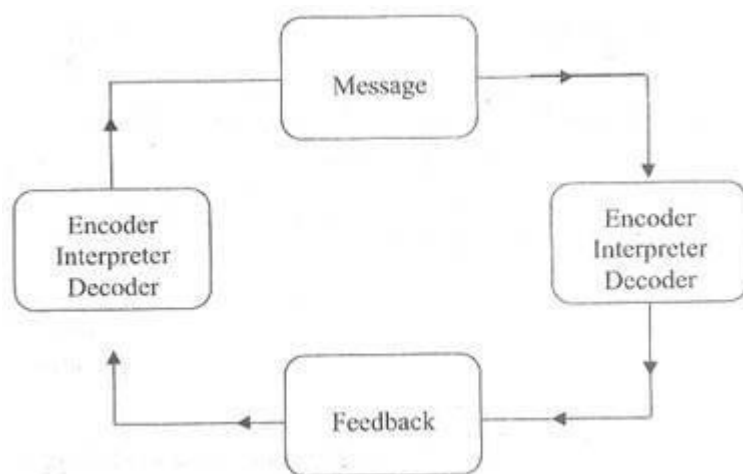 Message
Encoder
Interpreter
Decoder
Encoder
Interpreter
Decoder
Feedback